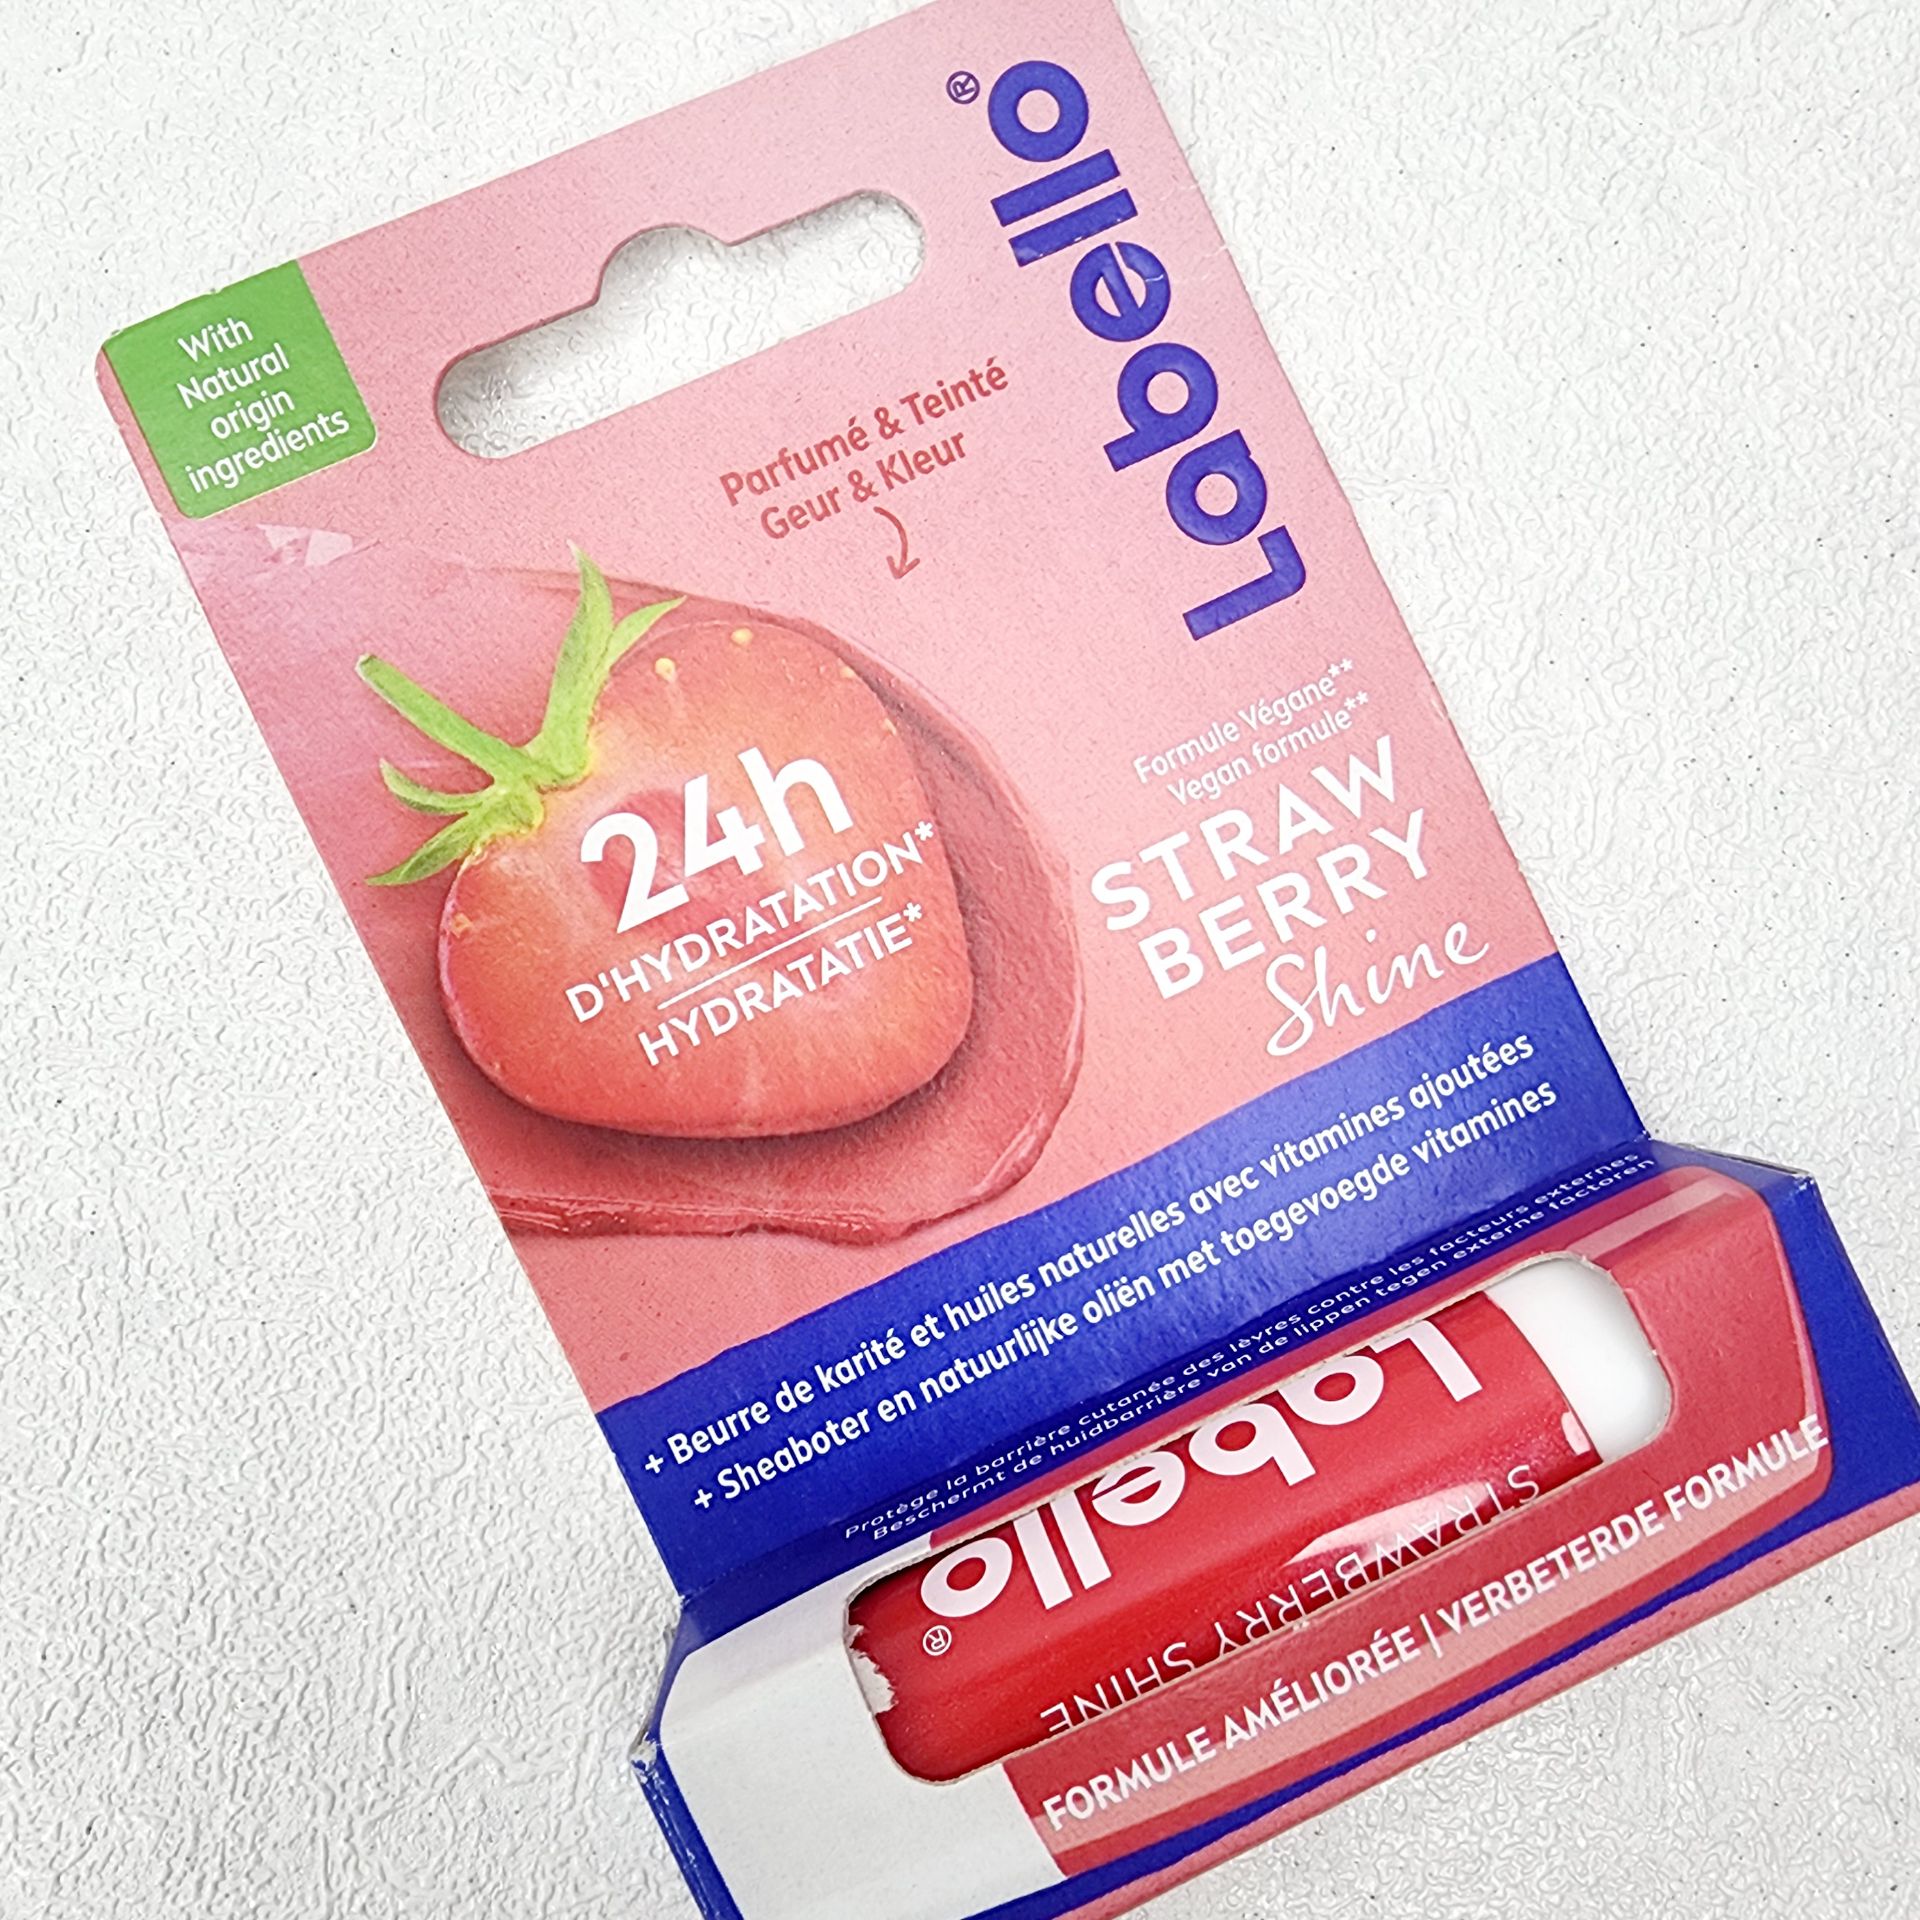 With
Natural
origin
ingredients
Labello®
Parfumé & Teinté
Geur & Kleur
24h
D'HYDRATATION*
HYDRATATIE*
Formule Végane**
Vegan formule**
STRAW
BERRY
Shine
+ Beurre de karité et huiles naturelles avec vitamines ajoutées
+ Sheaboter en natuurlijke oliën met toegevoegde vitamines
Protège la barrière cutanée des lèvres contre les facteurs externes
Beschermt de huidbarrière van de lippen tegen externe factoren
Labello®
STRAWBERRY SHINE
FORMULE AMÉLIORÉE | VERBETERDE FORMULE